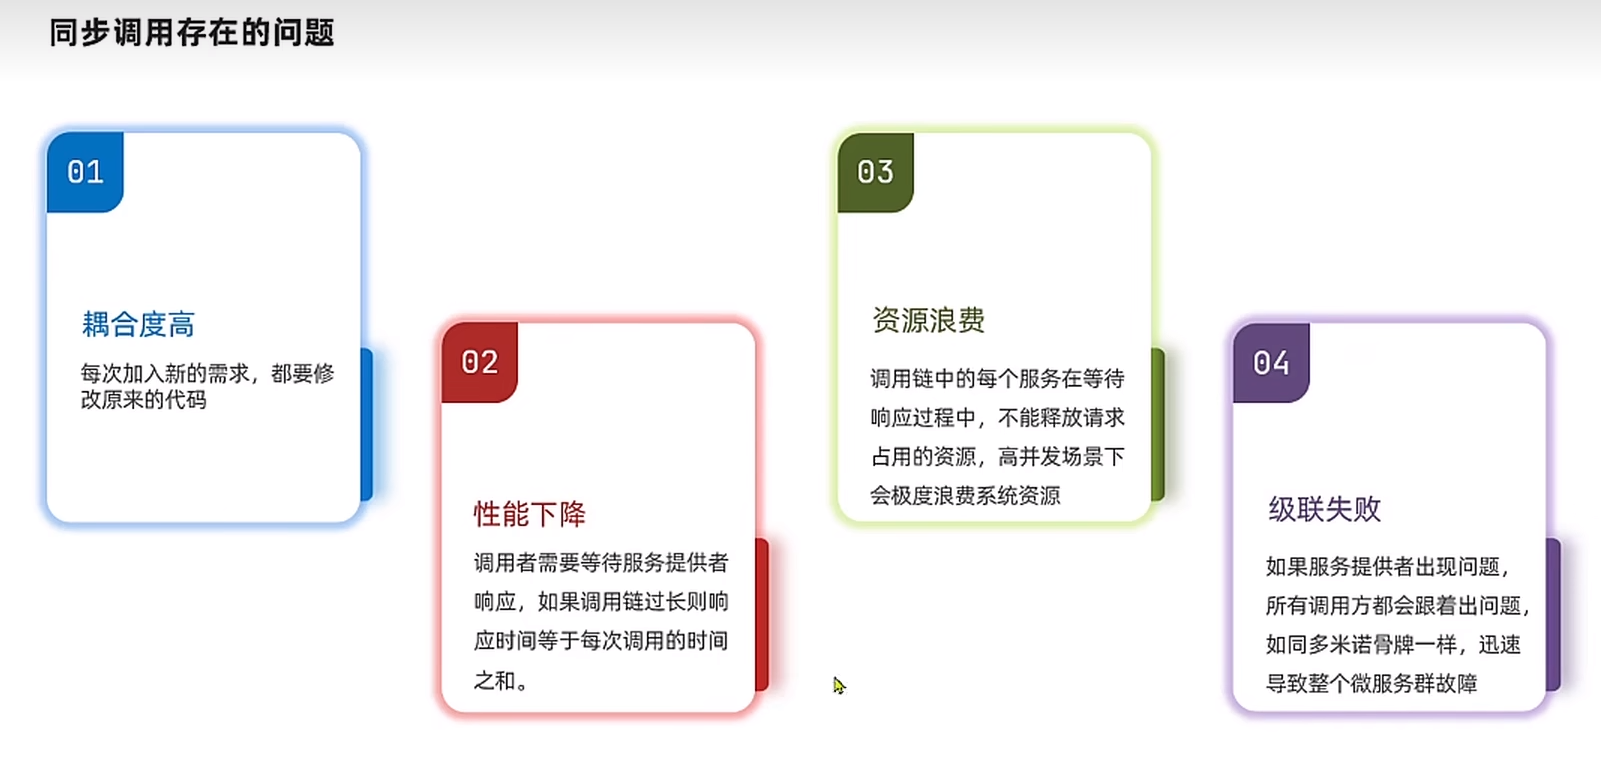 同步调用存在的问题
01
耦合度高
每次加入新的需求，都要修
改原来的代码
02
性能下降
调用者需要等待服务提供者
响应，如果调用链过长则响
应时间等于每次调用的时间
之和。
03
资源浪费
调用链中的每个服务在等待
响应过程中，不能释放请求
占用的资源，高并发场景下
会极度浪费系统资源
04
级联失败
如果服务提供者出现问题，
所有调用方都会跟着出问题，
如同多米诺骨牌一样，迅速
导致整个微服务群故障